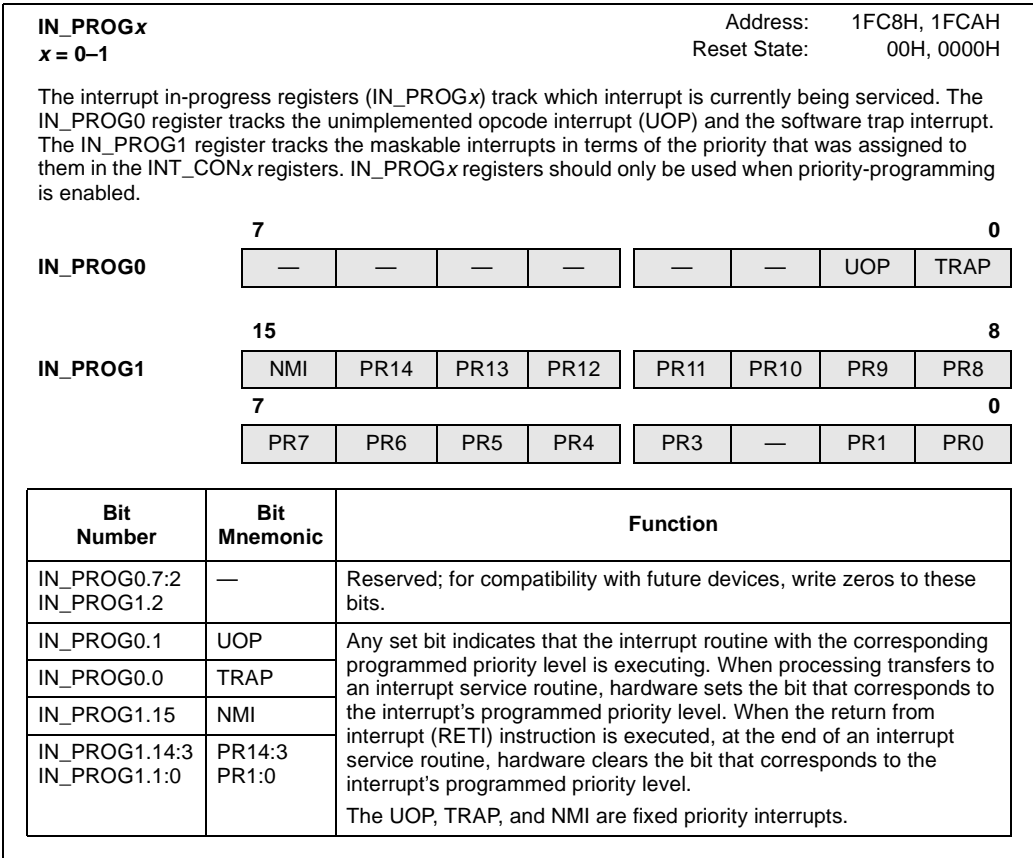 IN_PROGx Address: 1FC8H, 1FCAH
x = 0–1 Reset State: 00H, 0000H
The interrupt in-progress registers (IN_PROGx) track which interrupt is currently being serviced. The
IN_PROG0 register tracks the unimplemented opcode interrupt (UOP) and the software trap interrupt.
The IN_PROG1 register tracks the maskable interrupts in terms of the priority that was assigned to
them in the INT_CONx registers. IN_PROGx registers should only be used when priority-programming
is enabled.
7 0
IN_PROG0 — — — — — — UOP TRAP
15 8
IN_PROG1 NMI PR14 PR13 PR12 PR11 PR10 PR9 PR8
7 0
PR7 PR6 PR5 PR4 PR3 — PR1 PR0
Bit Number Bit Mnemonic Function
IN_PROG0.7:2
IN_PROG1.2
—
Reserved; for compatibility with future devices, write zeros to these
bits.
IN_PROG0.1 UOP
IN_PROG0.0 TRAP
IN_PROG1.15 NMI
IN_PROG1.14:3 PR14:3
IN_PROG1.1:0 PR1:0
Any set bit indicates that the interrupt routine with the corresponding
programmed priority level is executing. When processing transfers to
an interrupt service routine, hardware sets the bit that corresponds to
the interrupt's programmed priority level. When the return from
interrupt (RETI) instruction is executed, at the end of an interrupt
service routine, hardware clears the bit that corresponds to the
interrupt's programmed priority level.
The UOP, TRAP, and NMI are fixed priority interrupts.